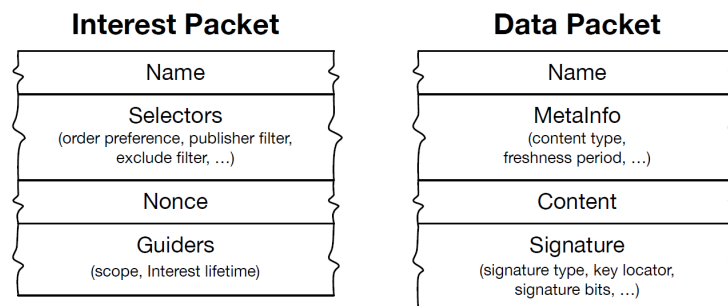 Interest Packet
Name
Selectors
(order preference, publisher filter,
exclude filter, ...)
Nonce
Guiders
(scope, Interest lifetime)
Data Packet
Name
MetaInfo
(content type,
freshness period, ...)
Content
Signature
(signature type, key locator,
signature bits, ...)